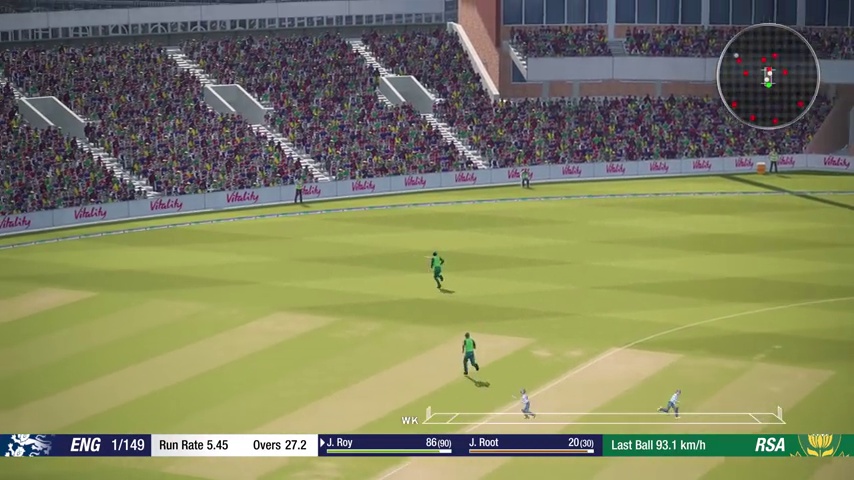 Vitality Vitality Vitality Vitality Vitality Vitality Vitality Vitality Vitality Vitality Vitality Vitality Vitality Vitality
WK
ENG 1/149 Run Rate 5.45 Overs 27.2 J. Roy 86(90) J. Root 20(30) Last Ball 93.1 km/h RSA